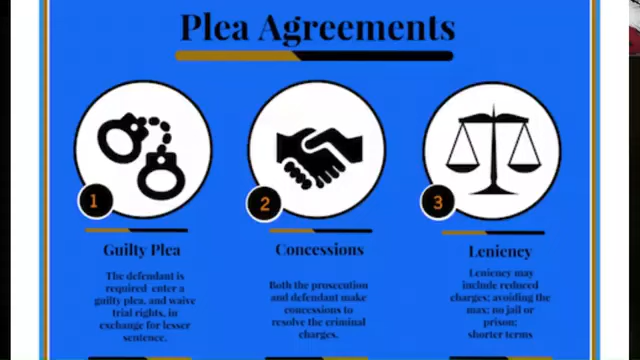 Plea Agreements
1
2
3
Guilty Plea
The defendant is
required enter a
guilty plea, and waive
trial rights, in
exchange for lesser
sentence.
Concessions
Both the prosecution
and defendant make
concessions to
resolve the criminal
charges.
Leniency
Leniency may
include reduced
charges; avoiding the
max; no jail or
prison;
shorter terms